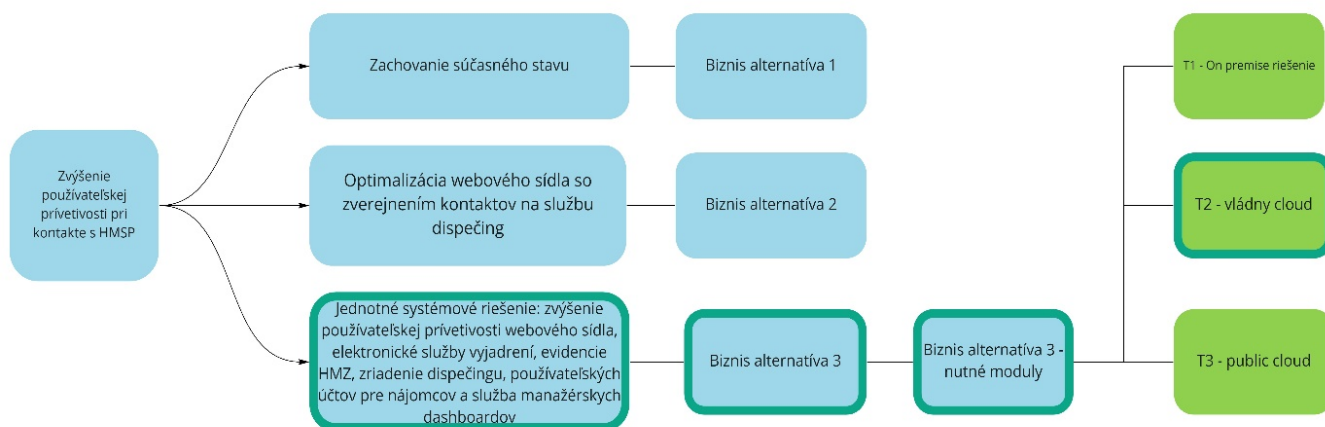 Zvýšenie
používateľskej
prívetivosti pri
kontakte s HMSP
Zachovanie súčasného stavu
Biznis alternatíva 1
Optimalizácia webového sídla so
zverejnením kontaktov na službu
dispečing
Biznis alternatíva 2
Jednotné systémové riešenie: zvýšenie
používateľskej prívetivosti webového sídla,
elektronické služby vyjadrení, evidencie
HMZ, zriadenie dispečingu, používateľských
účtov pre nájomcov a služba manažérskych
dashboardov
Biznis alternatíva 3
Biznis alternatíva 3 -
nutné moduly
T1 - On premise riešenie
T2 - vládny cloud
T3 - public cloud